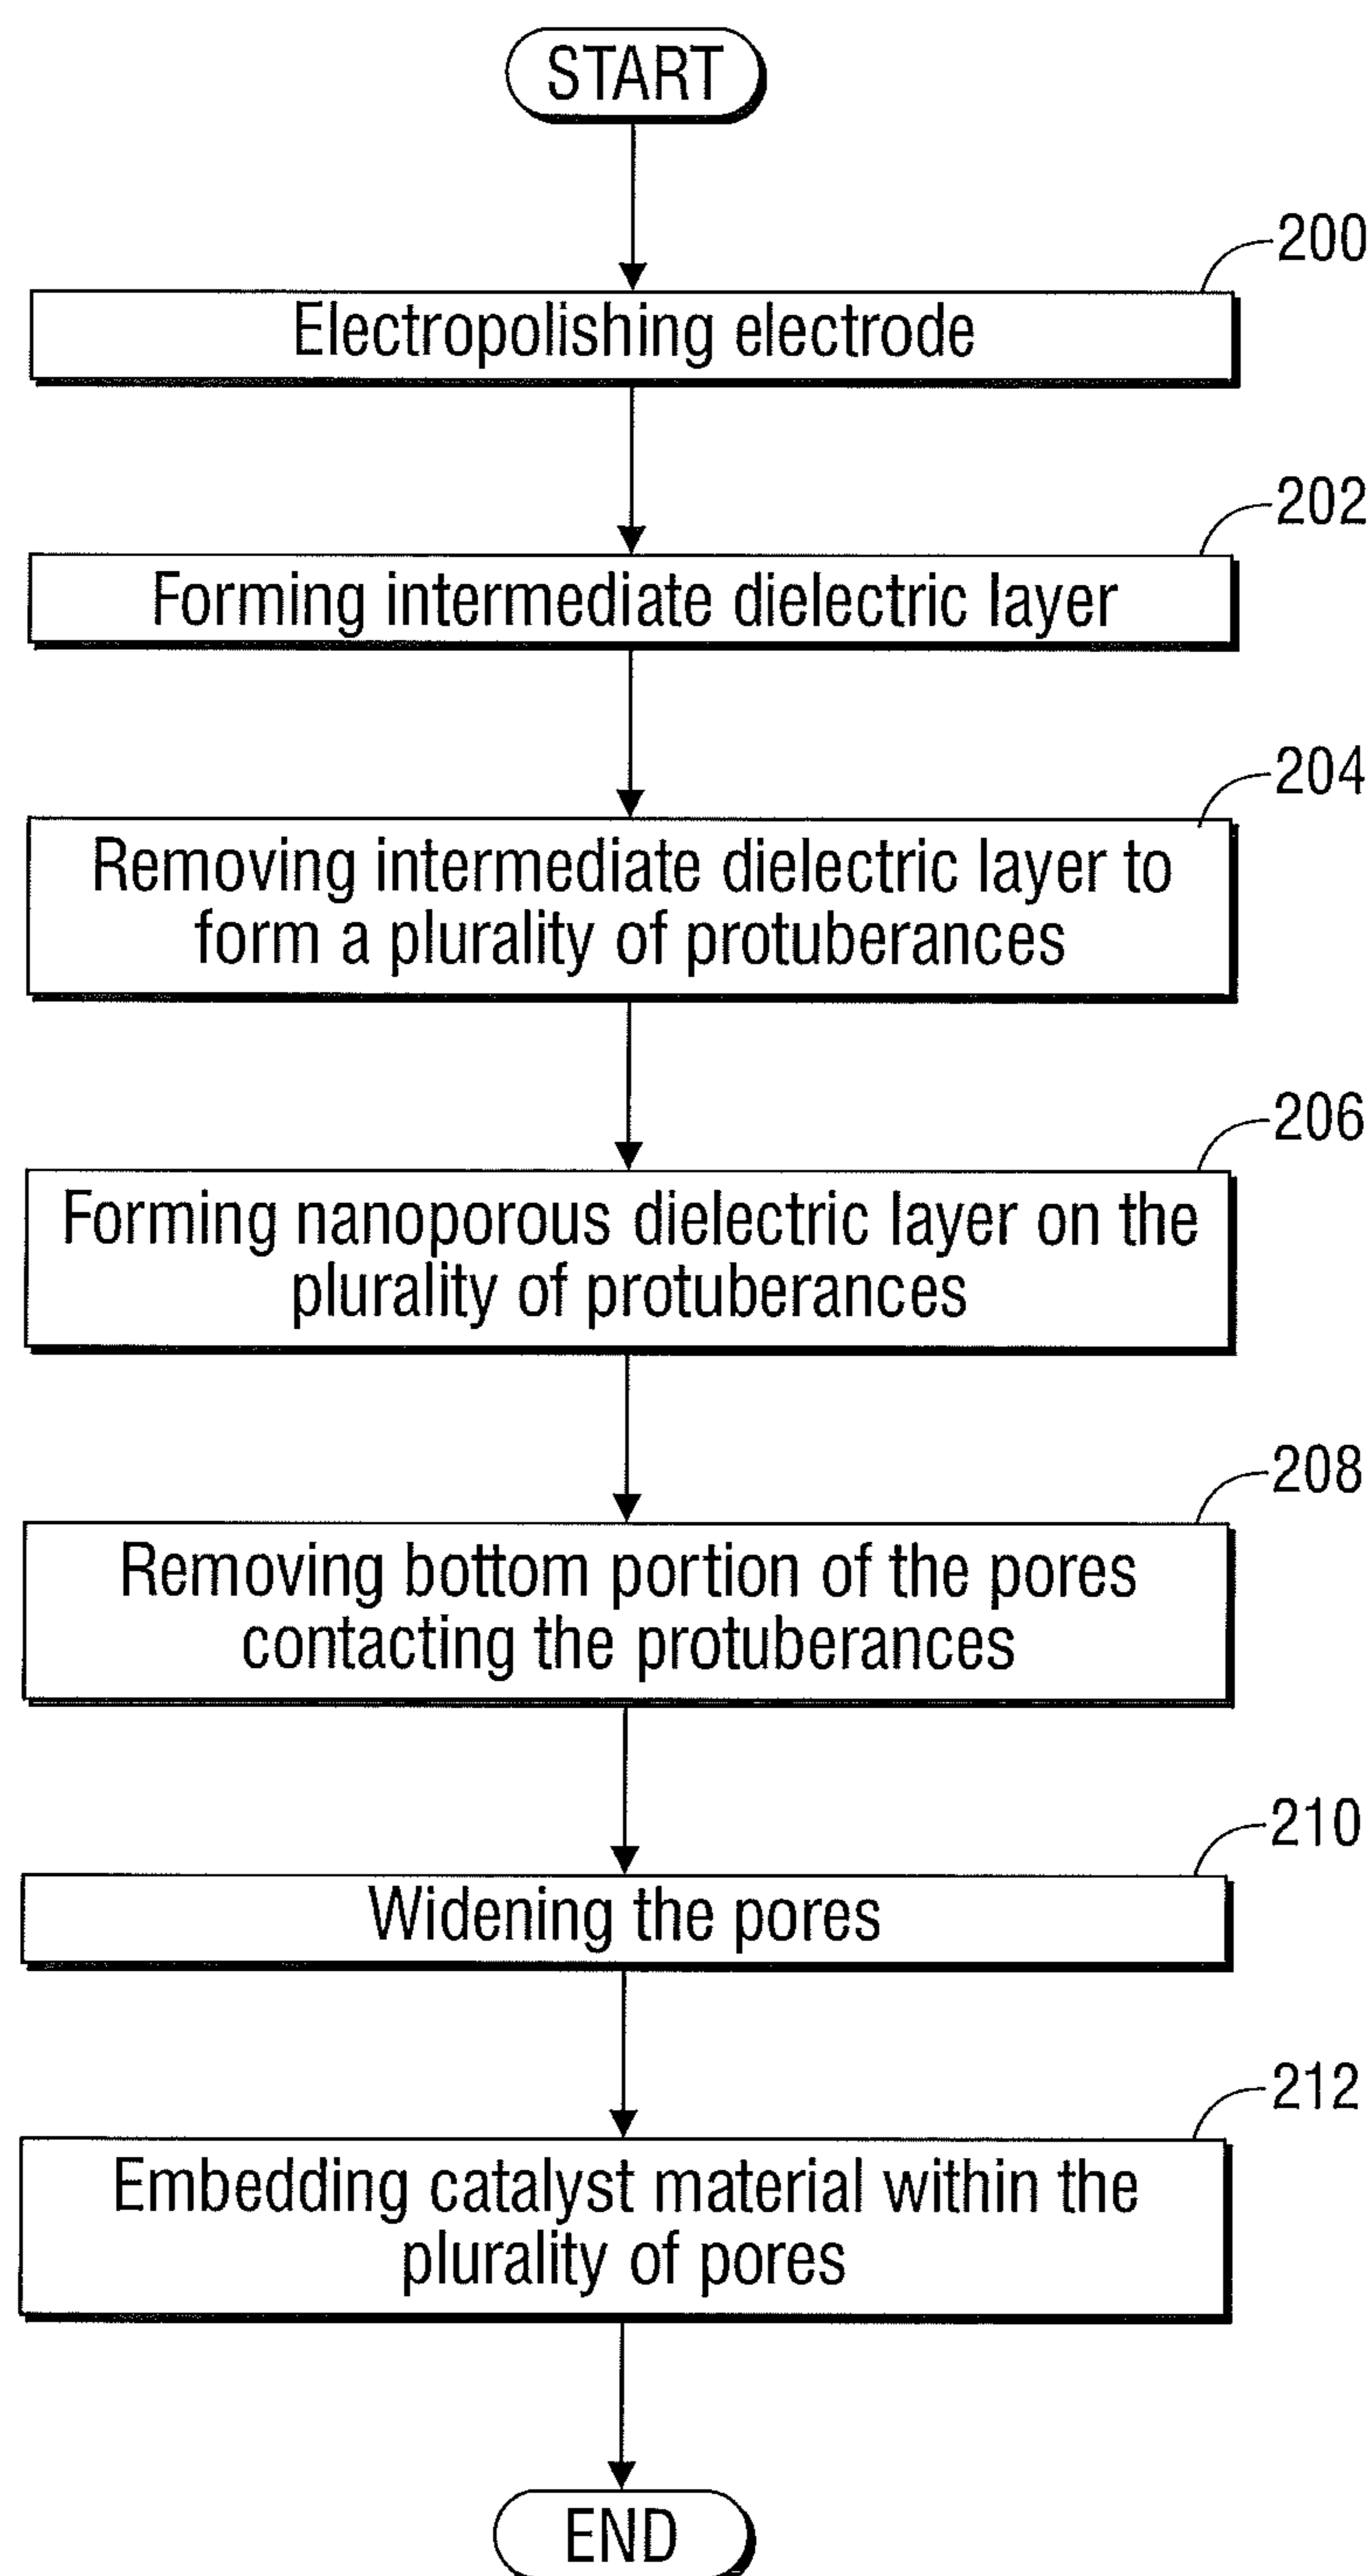 START
200
Electropolishing electrode
202
Forming intermediate dielectric layer
204
Removing intermediate dielectric layer to
form a plurality of protuberances
206
Forming nanoporous dielectric layer on the
plurality of protuberances
208
Removing bottom portion of the pores
contacting the protuberances
210
Widening the pores
212
Embedding catalyst material within the
plurality of pores
END